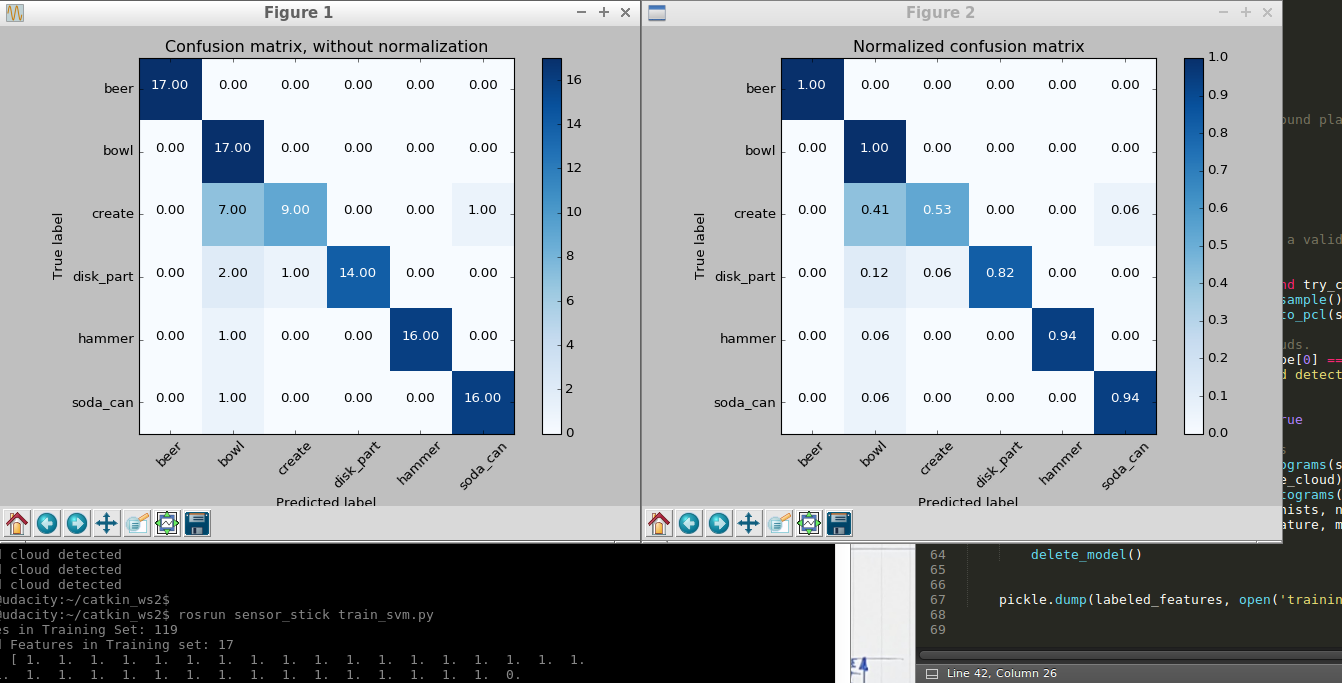 Figure 1
Confusion matrix, without normalization
True label
beer 17.00 0.00 0.00 0.00 0.00 0.00
bowl 0.00 17.00 0.00 0.00 0.00 0.00
create 0.00 7.00 9.00 0.00 0.00 1.00
disk_part 0.00 2.00 1.00 14.00 0.00 0.00
hammer 0.00 1.00 0.00 0.00 16.00 0.00
soda_can 0.00 1.00 0.00 0.00 0.00 16.00
beer bowl create disk_part hammer soda_can
Predicted label
16
14
12
10
8
6
4
2
0
Figure 2
Normalized confusion matrix
True label
beer 1.00 0.00 0.00 0.00 0.00 0.00
bowl 0.00 1.00 0.00 0.00 0.00 0.00
create 0.00 0.41 0.53 0.00 0.00 0.06
disk_part 0.00 0.12 0.06 0.82 0.00 0.00
hammer 0.00 0.06 0.00 0.00 0.94 0.00
soda_can 0.00 0.06 0.00 0.00 0.00 0.94
beer bowl create disk_part hammer soda_can
Predicted label
1.0
0.9
0.8
0.7
0.6
0.5
0.4
0.3
0.2
0.1
0.0
ound pla
a valid
nd try_c
sample()
to_pcl(s
uds.
pe[0] ==
d detect
rue
s
ograms(s
e_cloud)
tograms(
hists, n
ature, m
64 delete_model()
65
66
67 pickle.dump(labeled_features, open('trainin
68
69
Line 42, Column 26
cloud detected
cloud detected
cloud detected
@udacity:~/catkin_ws2$
@udacity:~/catkin_ws2$ rosrun sensor_stick train_svm.py
es in Training Set: 119
Features in Training set: 17
[ 1. 1. 1. 1. 1. 1. 1. 1. 1. 1. 1. 1. 1. 1. 1. 1. 1. 1.
. 1. 1. 1. 1. 1. 1. 1. 1. 1. 1. 1. 1. 1. 1. 1. 0.